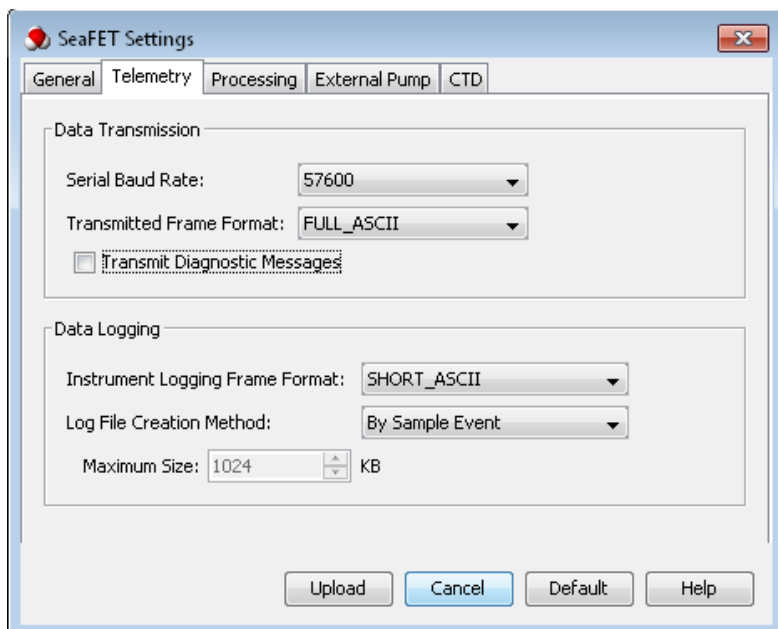 SeaFET Settings
General Telemetry Processing External Pump CTD
Data Transmission
Serial Baud Rate: 57600
Transmitted Frame Format: FULL_ASCII
Transmit Diagnostic Messages
Data Logging
Instrument Logging Frame Format: SHORT_ASCII
Log File Creation Method: By Sample Event
Maximum Size: 1024 KB
Upload Cancel Default Help